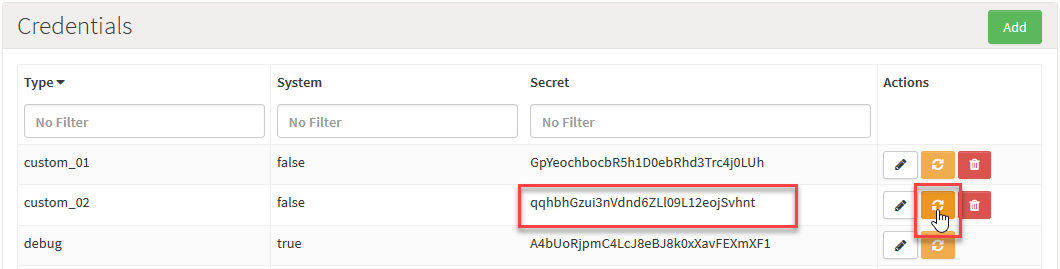 Credentials
Add
Type System Secret Actions
No Filter No Filter No Filter
custom_01 false GpYeochbocbR5h1D0ebRhd3Trc4j0LUh
custom_02 false qqhbhGzui3nVdnd6ZLl09L12eojSvhnt
debug true A4bUoRjpmC4LcJ8eBJ8k0xXavFEXmXF1